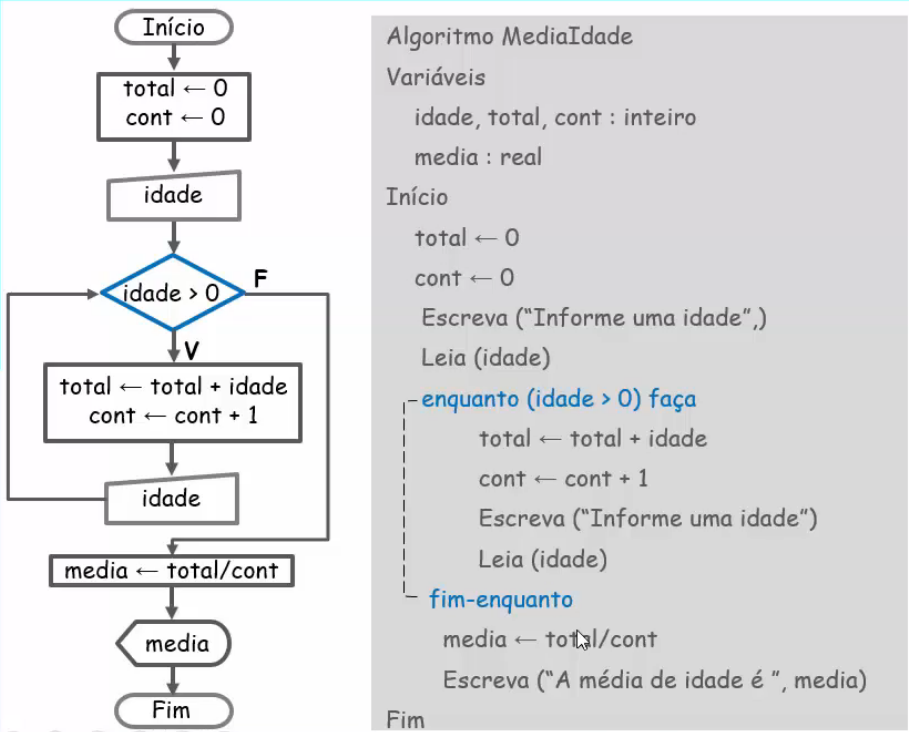 Início
total ← 0
cont ← 0
idade
idade > 0
F
V
total ← total + idade
cont ← cont + 1
idade
media ← total/cont
media
Fim
Algoritmo MediaIdade
Variáveis
idade, total, cont : inteiro
media : real
Início
total ← 0
cont ← 0
Escreva (“Informe uma idade”,)
Leia (idade)
enquanto (idade > 0) faça
total ← total + idade
cont ← cont + 1
Escreva (“Informe uma idade”)
Leia (idade)
fim-enquanto
media ← total/cont
Escreva (“A média de idade é ”, media)
Fim